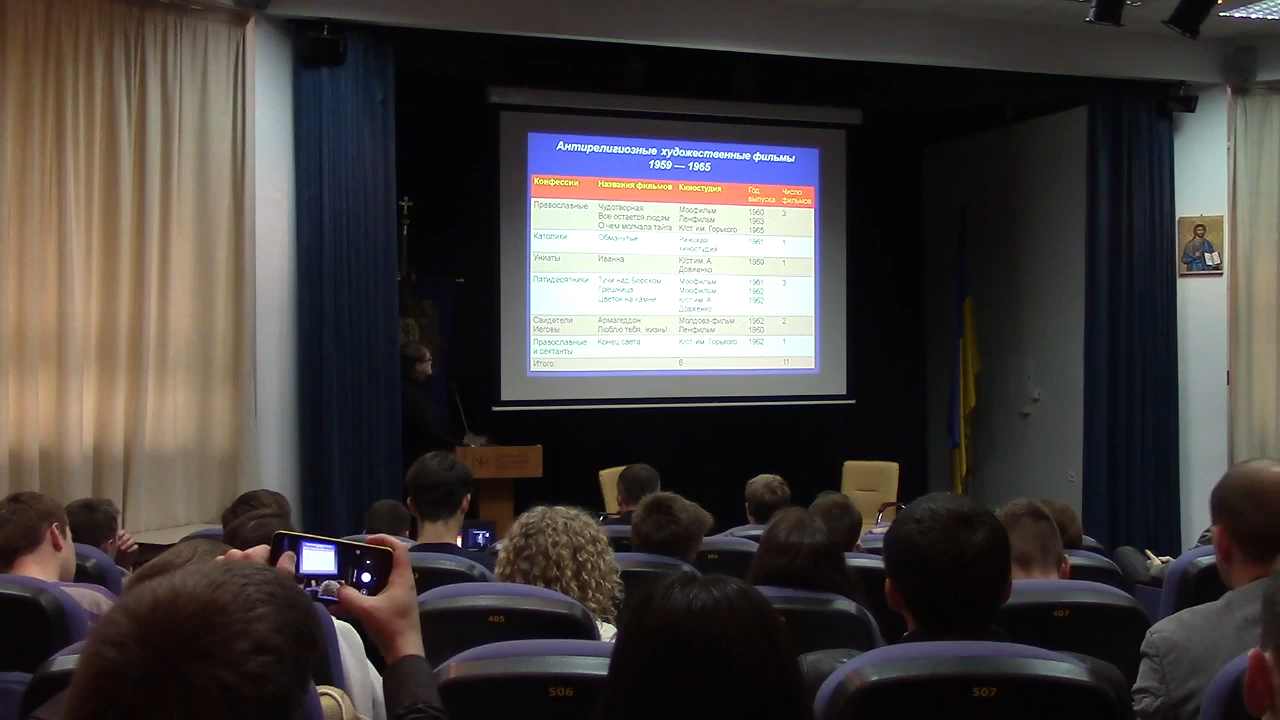 Антирелигиозные художественные фильмы
1959 — 1965
Конфессии Названия фильмов Киностудия Год выпуска Число фильмов
Православные Чудотворная Мосфильм 1960 3
Все остается людям Ленфильм 1963
О чем молчала тайга К/ст им. Горького 1965
Католики Обманутые Рижская киностудия 1961 1
Униаты Иванна К/ст им. А. Довженко 1959 1
Пятидесятники Тучи над Борском Мосфильм 1961 3
Грешница Мосфильм 1962
Цветок на камне К/ст им. А. Довженко 1962
Свидетели Иеговы Армагеддон Молдова-фильм 1962 2
Люблю тебя, жизнь! Ленфильм 1960
Православные и сектанты Конец света К/ст им. Горького 1962 1
Итого: 6 11
405
407
506
507